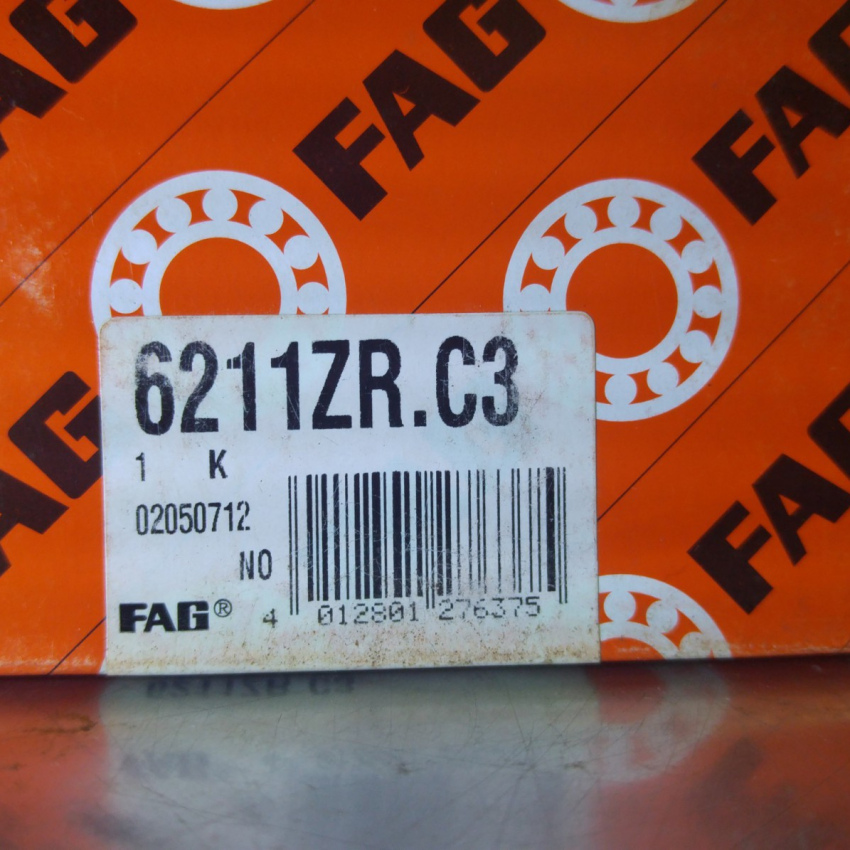 FAG
FAG
FAG
6211ZR.C3
1 K
02050712
NO
FAG®
4 012801 276375
FAG
FAG